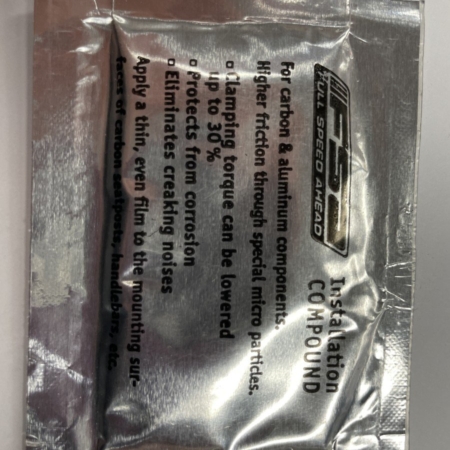 FSA
FULL SPEED AHEAD
Installation
COMPOUND
For carbon & aluminum components.
Higher friction through special micro particles.
▫ Clamping torque can be lowered
up to 30 %
▫ Protects from corrosion
▫ Eliminates creaking noises
Apply a thin, even film to the mounting sur-
faces of carbon seatposts, handlebars, etc.